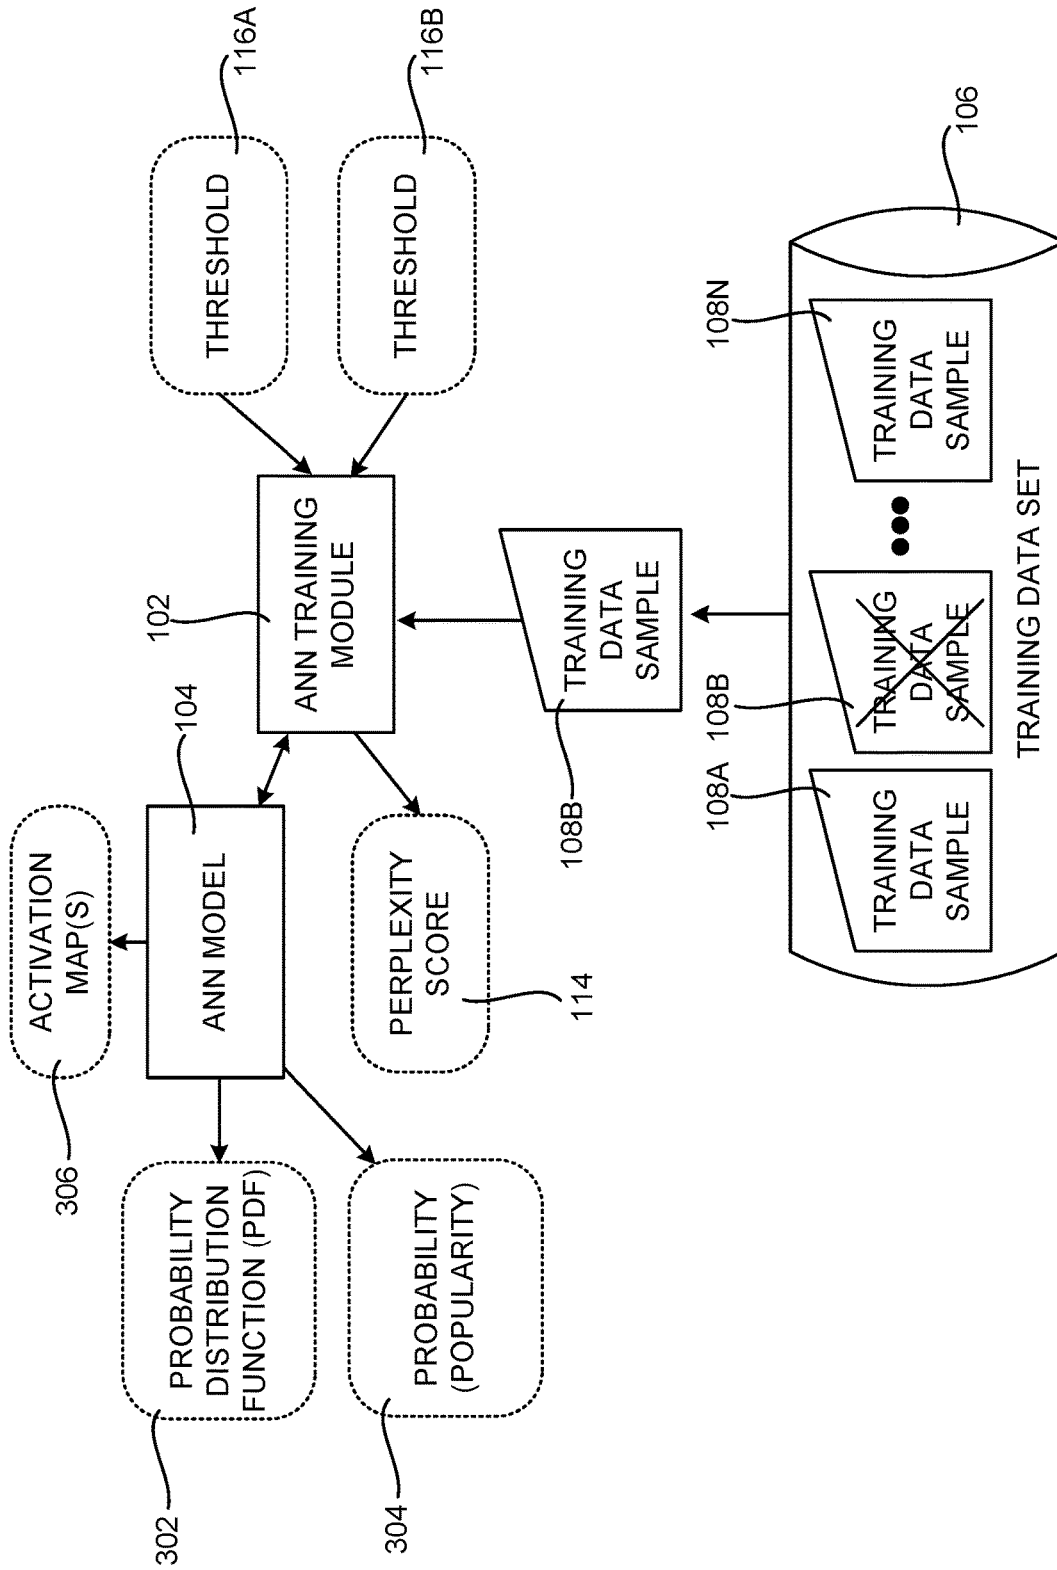 306
ACTIVATION
MAP(S)
104
ANN MODEL
302
PROBABILITY
DISTRIBUTION
FUNCTION (PDF)
304
PROBABILITY
(POPULARITY)
114
PERPLEXITY
SCORE
102
ANN TRAINING
MODULE
116A
THRESHOLD
116B
THRESHOLD
108B
TRAINING
DATA
SAMPLE
106
108A
TRAINING
DATA
SAMPLE
108B
TRAINING
DATA
SAMPLE
108N
TRAINING
DATA
SAMPLE
TRAINING DATA SET